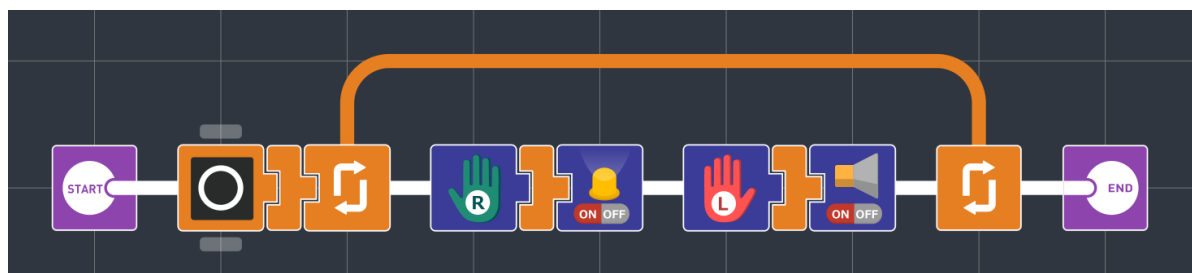 START
R
ON OFF
L
ON OFF
END